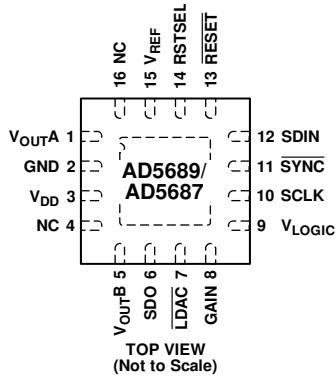 16 NC
15 VREF
14 RSTSEL
13 RESET
VOUTA 1
GND 2
VDD 3
NC 4
AD5689/
AD5687
12 SDIN
11 SYNC
10 SCLK
9 VLOGIC
VOUTB 5
SDO 6
LDAC 7
GAIN 8
TOP VIEW
(Not to Scale)